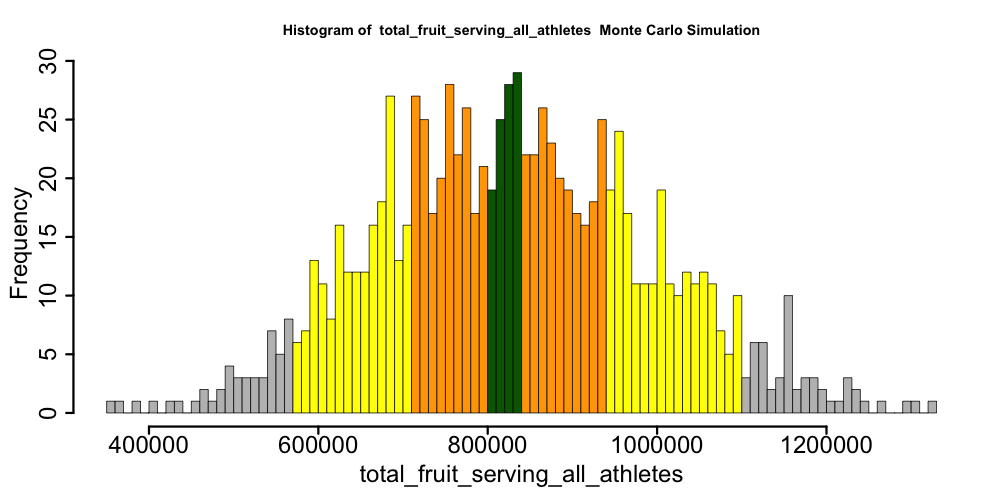 Histogram of total_fruit_serving_all_athletes Monte Carlo Simulation
Frequency
30
25
20
15
10
5
0
400000 600000 800000 1000000 1200000
total_fruit_serving_all_athletes